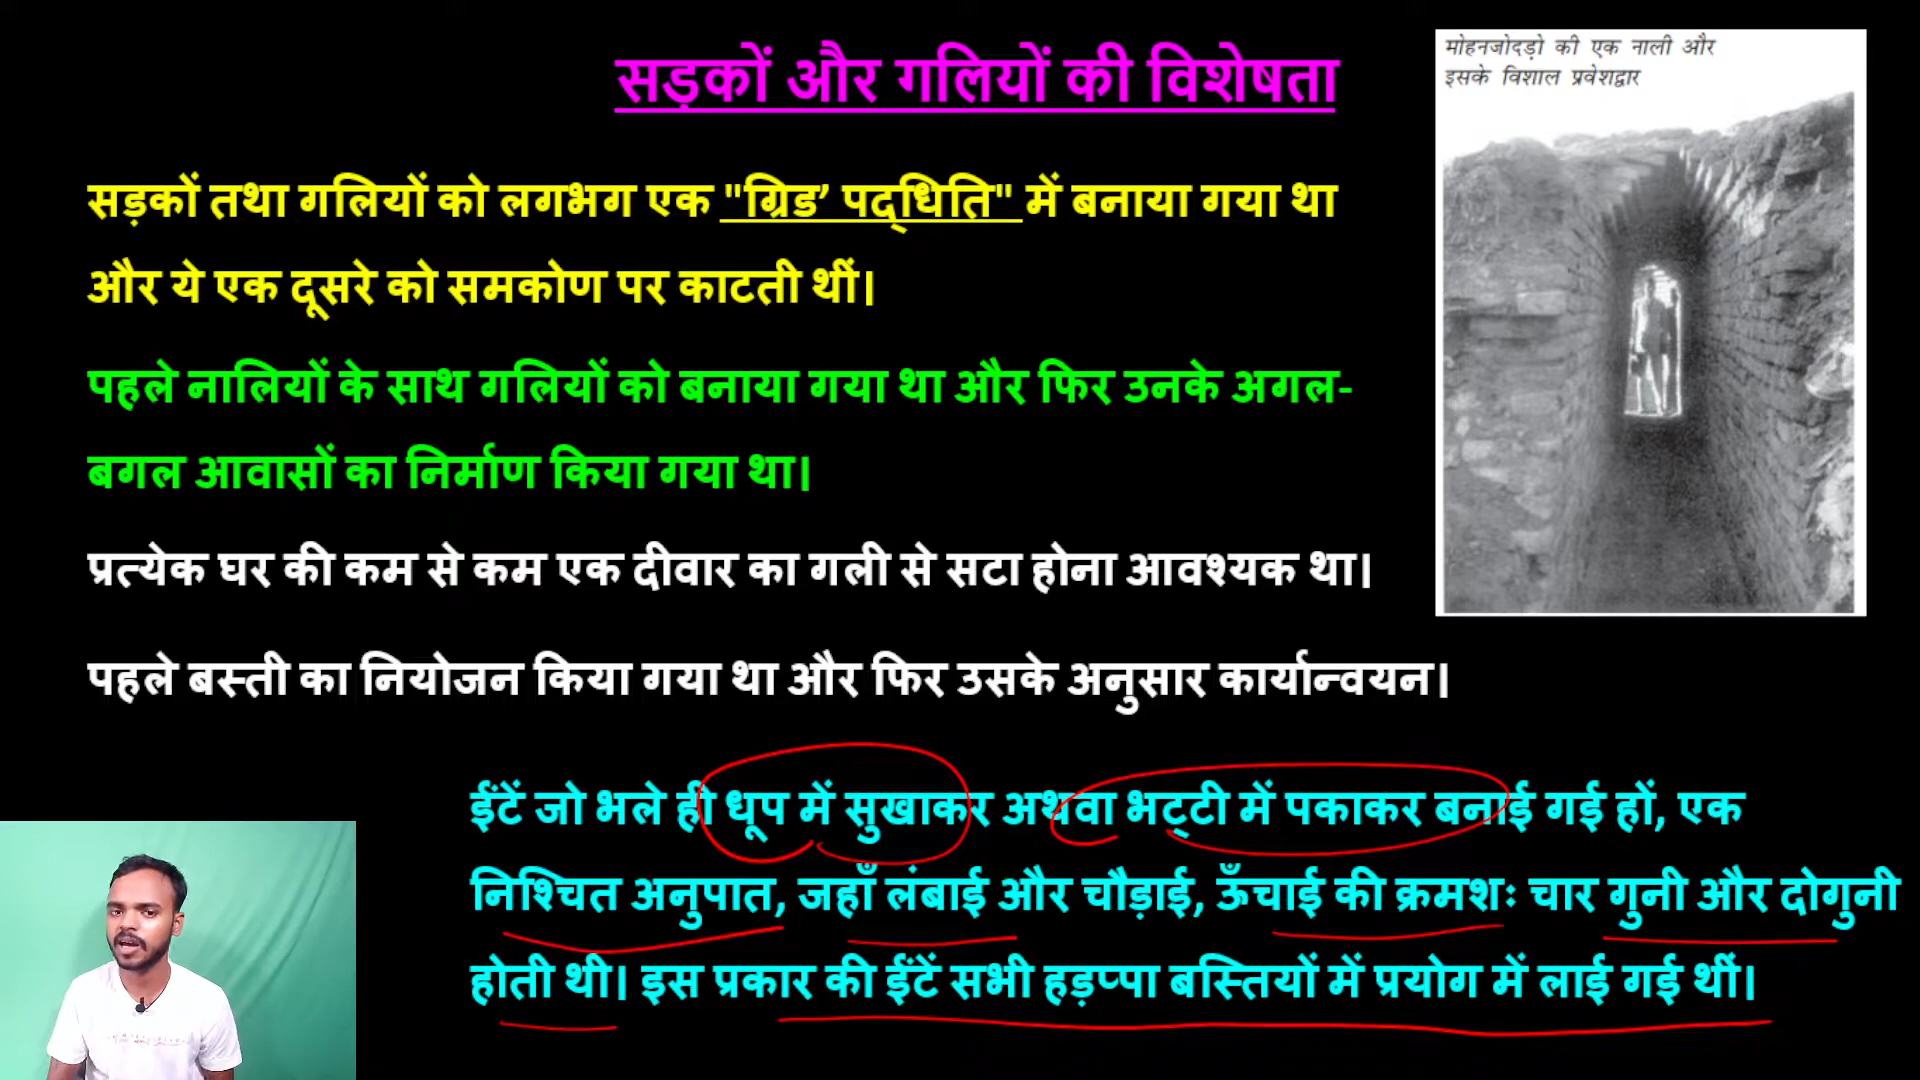 सड़कों और गलियों की विशेषता
मोहनजोदड़ो की एक नाली और
इसके विशाल प्रवेशद्वार
सड़कों तथा गलियों को लगभग एक "ग्रिड’ पद्धिति" में बनाया गया था
और ये एक दूसरे को समकोण पर काटती थीं।
पहले नालियों के साथ गलियों को बनाया गया था और फिर उनके अगल-
बगल आवासों का निर्माण किया गया था।
प्रत्येक घर की कम से कम एक दीवार का गली से सटा होना आवश्यक था।
पहले बस्ती का नियोजन किया गया था और फिर उसके अनुसार कार्यान्वयन।
ईंटें जो भले ही धूप में सुखाकर अथवा भट्टी में पकाकर बनाई गई हों, एक
निश्चित अनुपात, जहाँ लंबाई और चौड़ाई, ऊँचाई की क्रमशः चार गुनी और दोगुनी
होती थी। इस प्रकार की ईंटें सभी हड़प्पा बस्तियों में प्रयोग में लाई गई थीं।